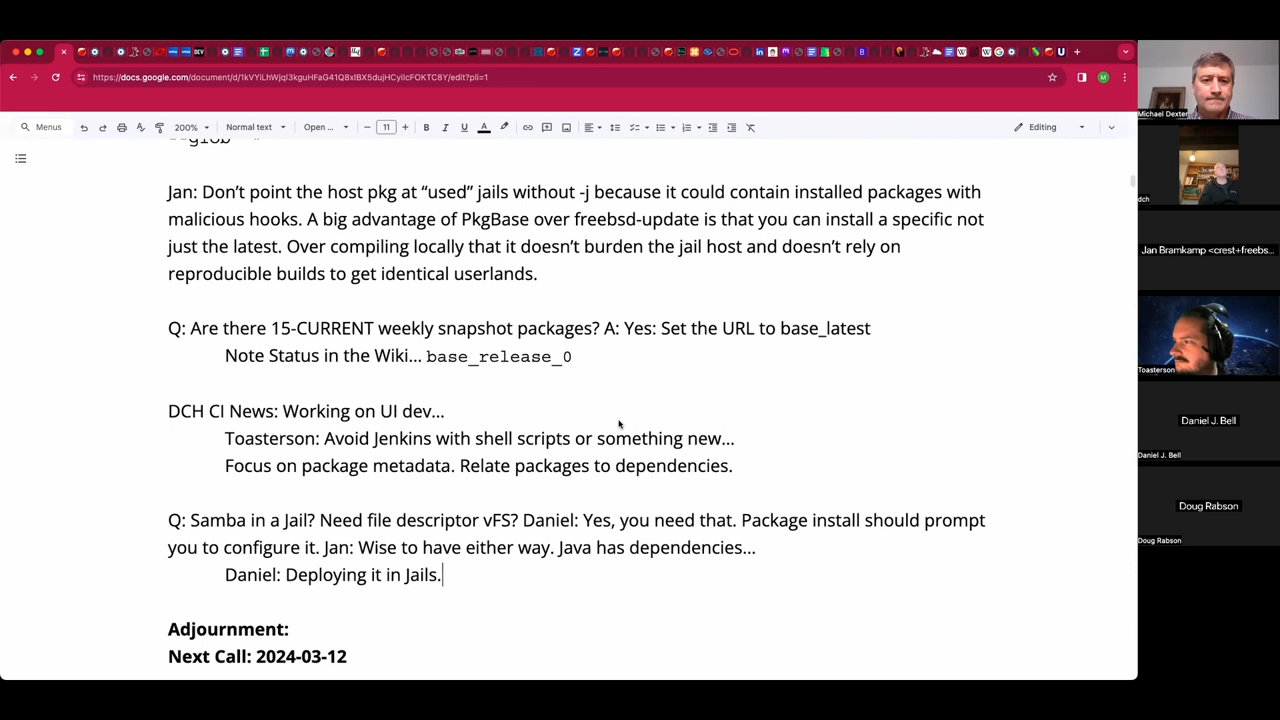 https://docs.google.com/document/d/1kVYiLhWjqI3kguHFaG41Q8xlBX5dujHCyiIcFOKTC8Y/edit?pli=1
Menus 200% Normal text Open ... 11 B I U A Editing
Jan: Don’t point the host pkg at “used” jails without -j because it could contain installed packages with
malicious hooks. A big advantage of PkgBase over freebsd-update is that you can install a specific not
just the latest. Over compiling locally that it doesn’t burden the jail host and doesn’t rely on
reproducible builds to get identical userlands.
Q: Are there 15-CURRENT weekly snapshot packages? A: Yes: Set the URL to base_latest
Note Status in the Wiki... base_release_0
DCH CI News: Working on UI dev...
Toasterson: Avoid Jenkins with shell scripts or something new...
Focus on package metadata. Relate packages to dependencies.
Q: Samba in a Jail? Need file descriptor vFS? Daniel: Yes, you need that. Package install should prompt
you to configure it. Jan: Wise to have either way. Java has dependencies...
Daniel: Deploying it in Jails.
Adjournment:
Next Call: 2024-03-12
Michael Dexter
dch
Jan Bramkamp <crest+freebs...
Toasterson
Daniel J. Bell
Daniel J. Bell
Doug Rabson
Doug Rabson